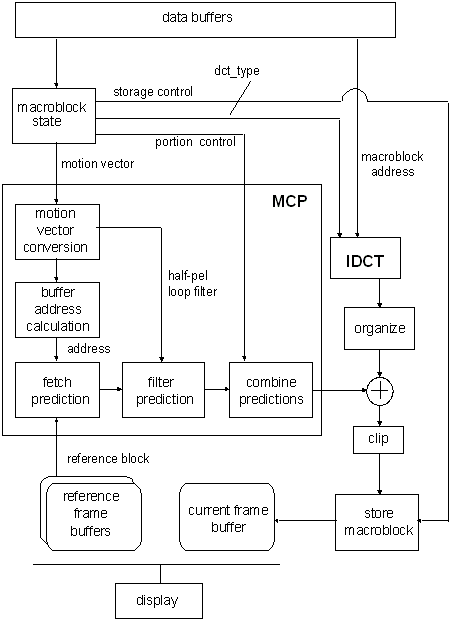 data buffers
dct_type
storage control
macroblock
state
portion control
motion vector
macroblock
address
MCP
motion
vector
conversion
half-pel
loop filter
IDCT
buffer
address
calculation
organize
address
fetch
prediction
filter
prediction
combine
predictions
clip
reference block
reference
frame
buffers
current frame
buffer
store
macroblock
display